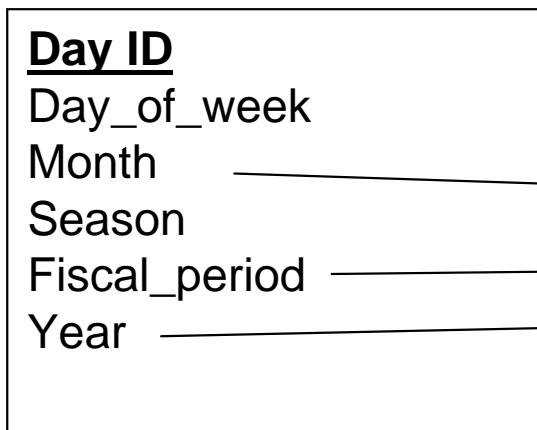 Day ID
Day_of_week
Month
Season
Fiscal_period
Year